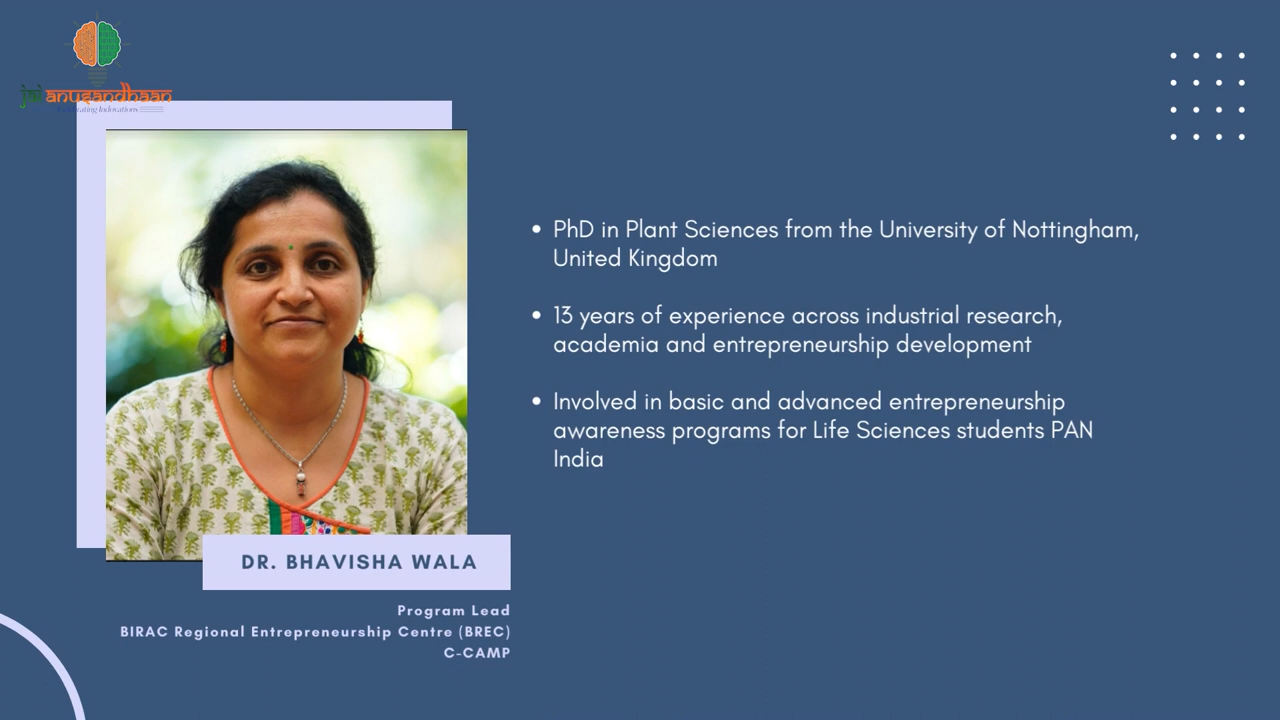 jai anusandhaan
PhD in Plant Sciences from the University of Nottingham,
United Kingdom
13 years of experience across industrial research,
academia and entrepreneurship development
Involved in basic and advanced entrepreneurship
awareness programs for Life Sciences students PAN
India
DR. BHAVISHA WALA
Program Lead
BIRAC Regional Entrepreneurship Centre (BREC)
C-CAMP